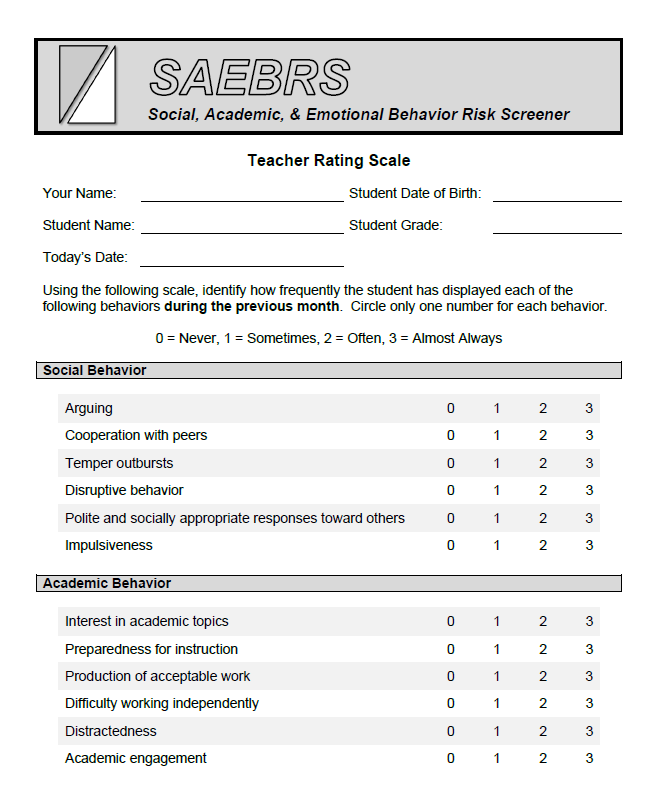 SAEBRS
Social, Academic, & Emotional Behavior Risk Screener
Teacher Rating Scale
Your Name: Student Date of Birth:
Student Name: Student Grade:
Today's Date:
Using the following scale, identify how frequently the student has displayed each of the
following behaviors during the previous month. Circle only one number for each behavior.
0 = Never, 1 = Sometimes, 2 = Often, 3 = Almost Always
Social Behavior
Arguing 0 1 2 3
Cooperation with peers 0 1 2 3
Temper outbursts 0 1 2 3
Disruptive behavior 0 1 2 3
Polite and socially appropriate responses toward others 0 1 2 3
Impulsiveness 0 1 2 3
Academic Behavior
Interest in academic topics 0 1 2 3
Preparedness for instruction 0 1 2 3
Production of acceptable work 0 1 2 3
Difficulty working independently 0 1 2 3
Distractedness 0 1 2 3
Academic engagement 0 1 2 3